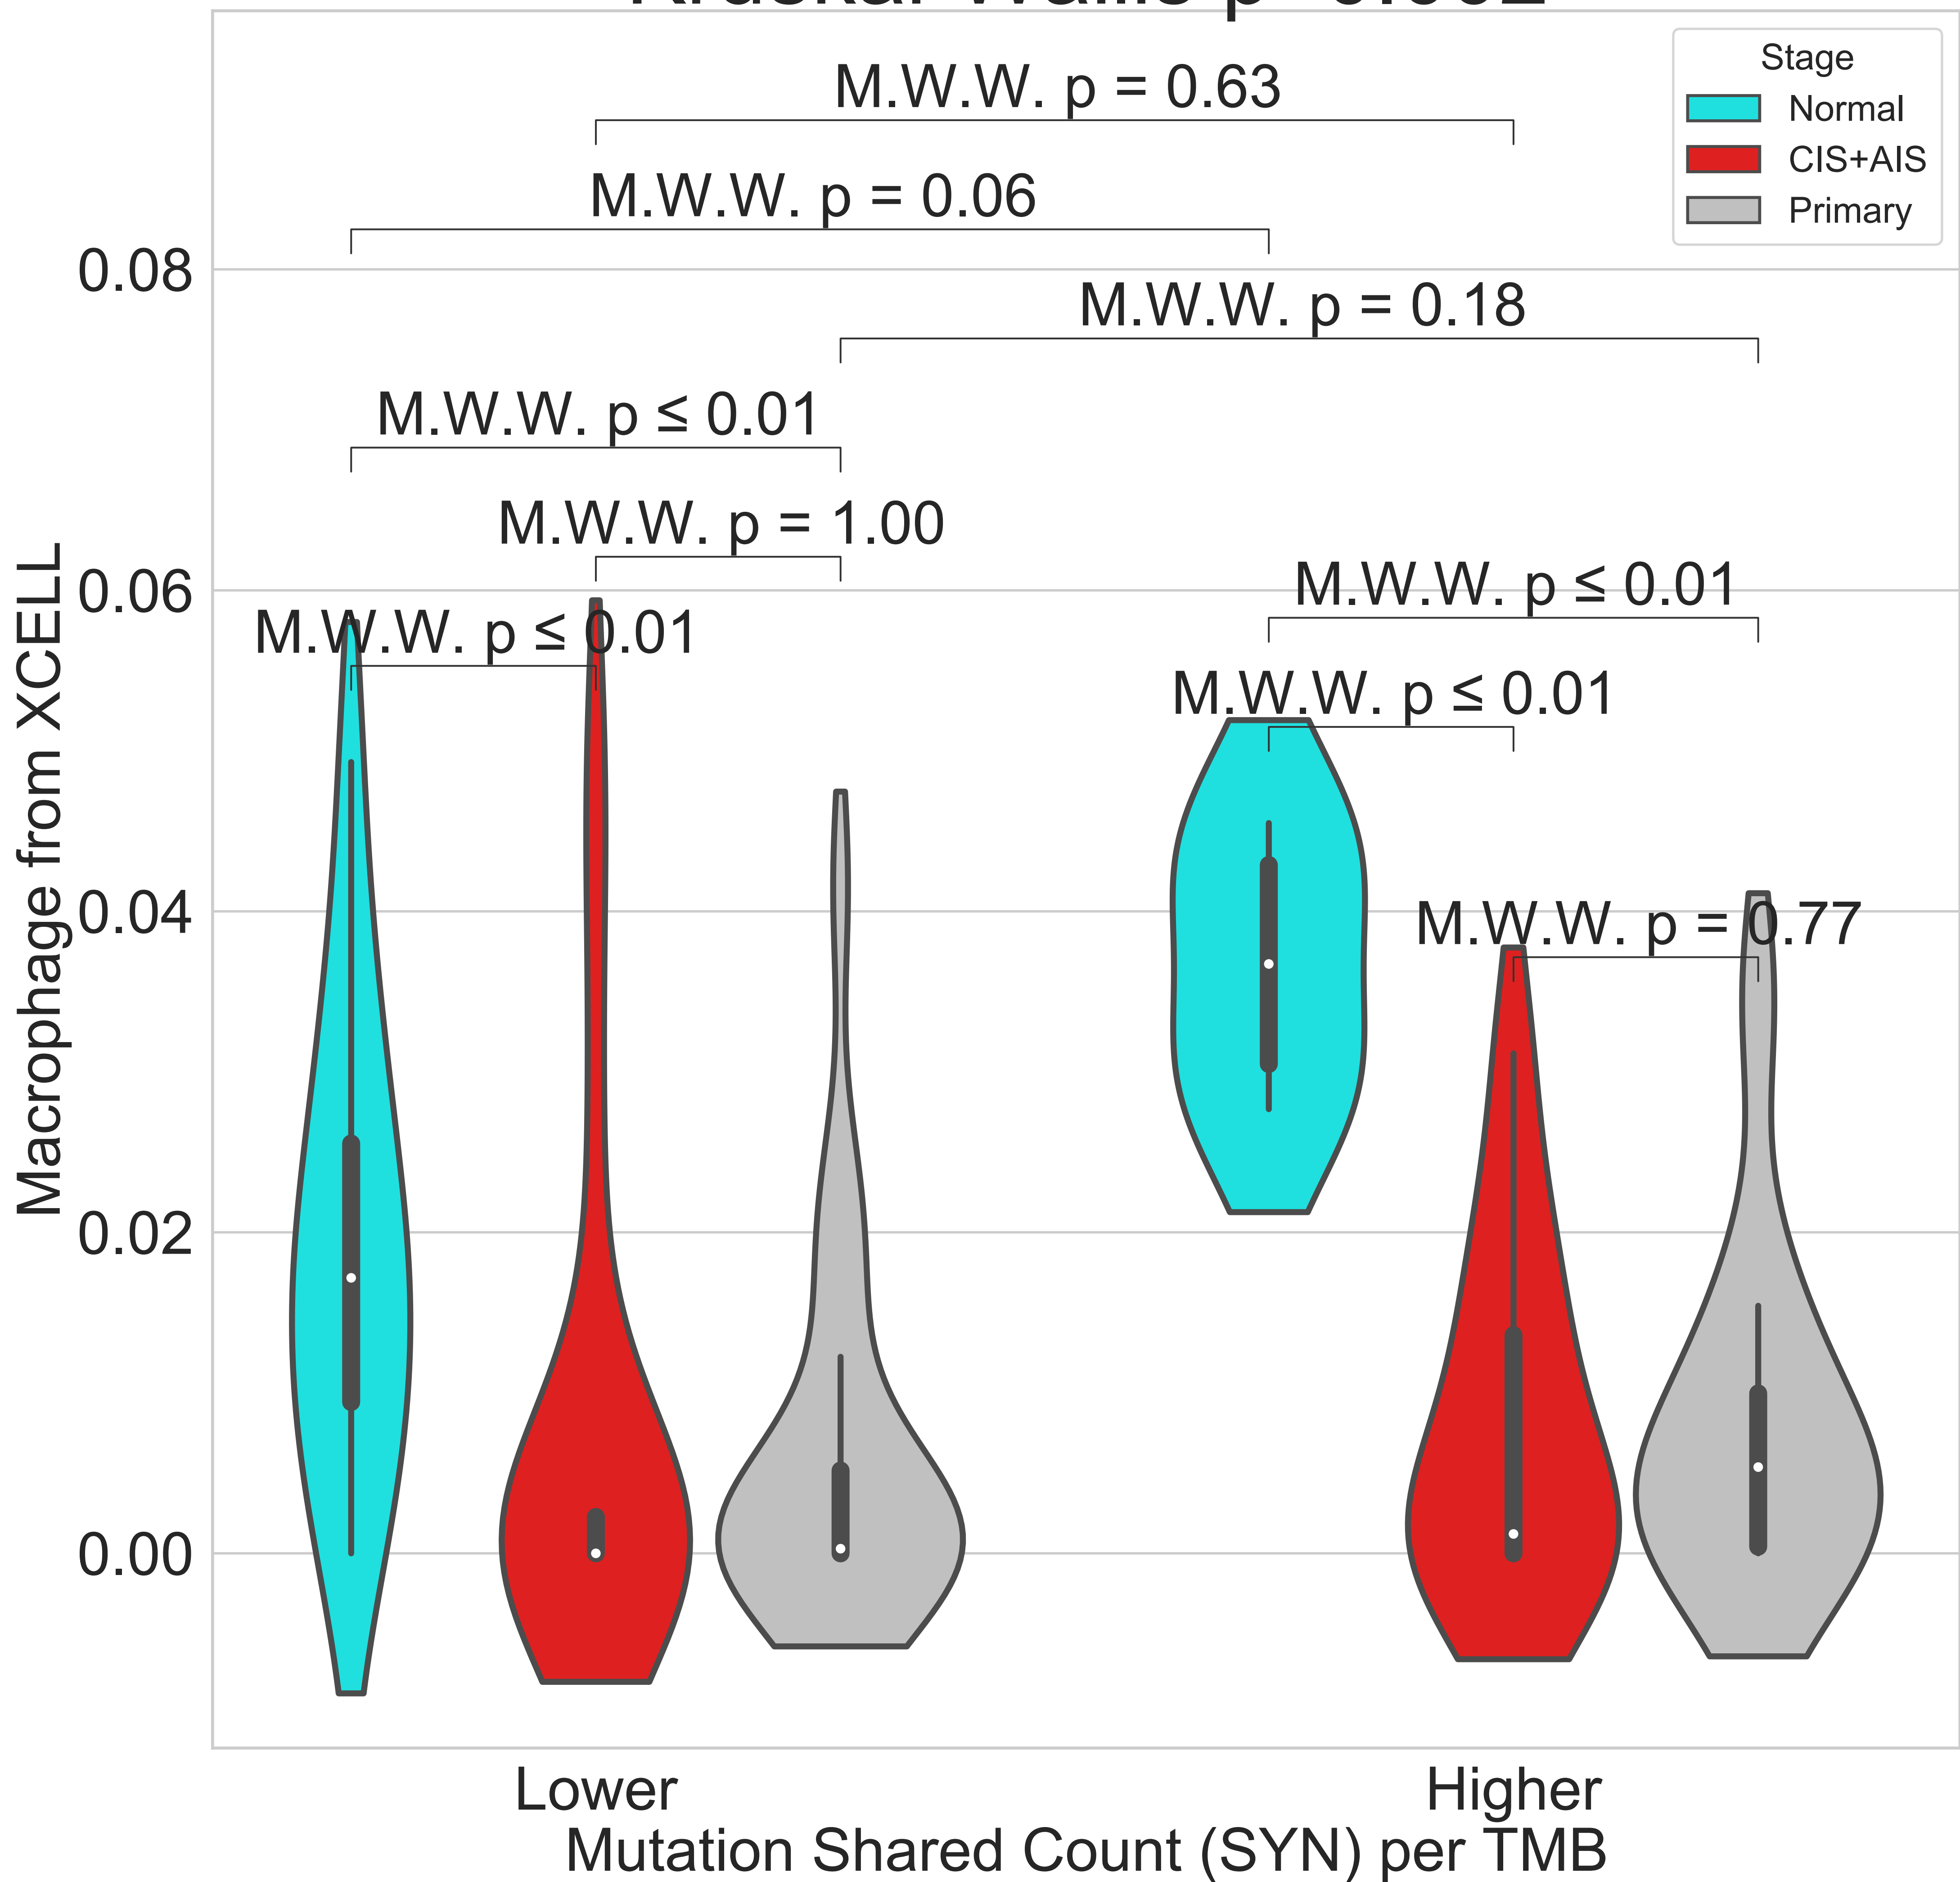 Stage
Normal
CIS+AIS
Primary
M.W.W. p = 0.63
M.W.W. p = 0.06
M.W.W. p = 0.18
M.W.W. p ≤ 0.01
M.W.W. p = 1.00
M.W.W. p ≤ 0.01
M.W.W. p ≤ 0.01
M.W.W. p ≤ 0.01
M.W.W. p = 0.77
Macrophage from XCELL
0.08
0.06
0.04
0.02
0.00
Lower
Higher
Mutation Shared Count (SYN) per TMB